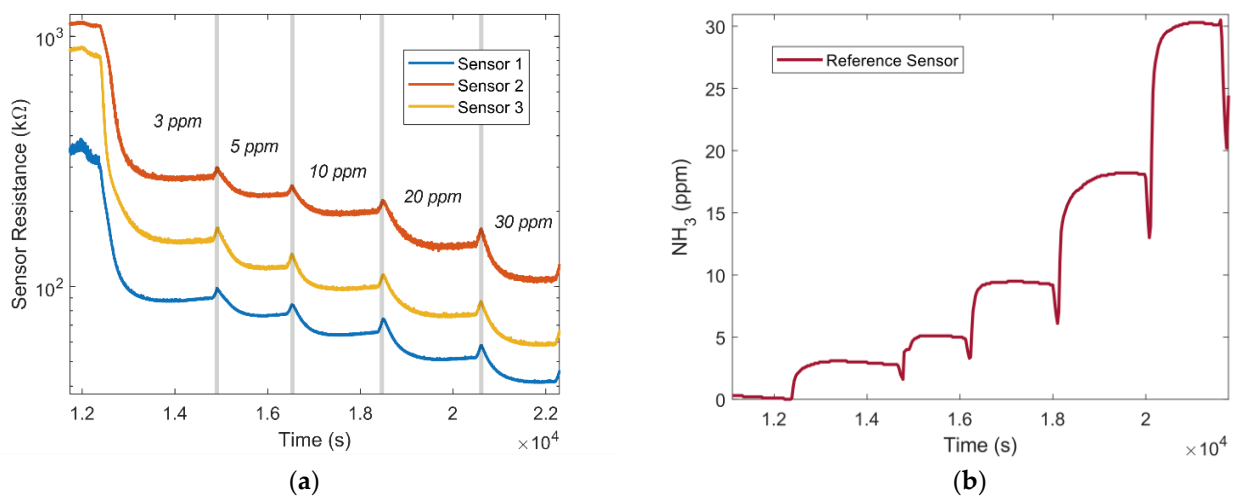 10³
10²
Sensor Resistance (kΩ)
Sensor 1
Sensor 2
Sensor 3
3 ppm
5 ppm
10 ppm
20 ppm
30 ppm
1.2 1.4 1.6 1.8 2 2.2
Time (s)
×10⁴
(a)
30
25
20
15
10
5
0
NH₃ (ppm)
Reference Sensor
1.2 1.4 1.6 1.8 2
Time (s)
×10⁴
(b)